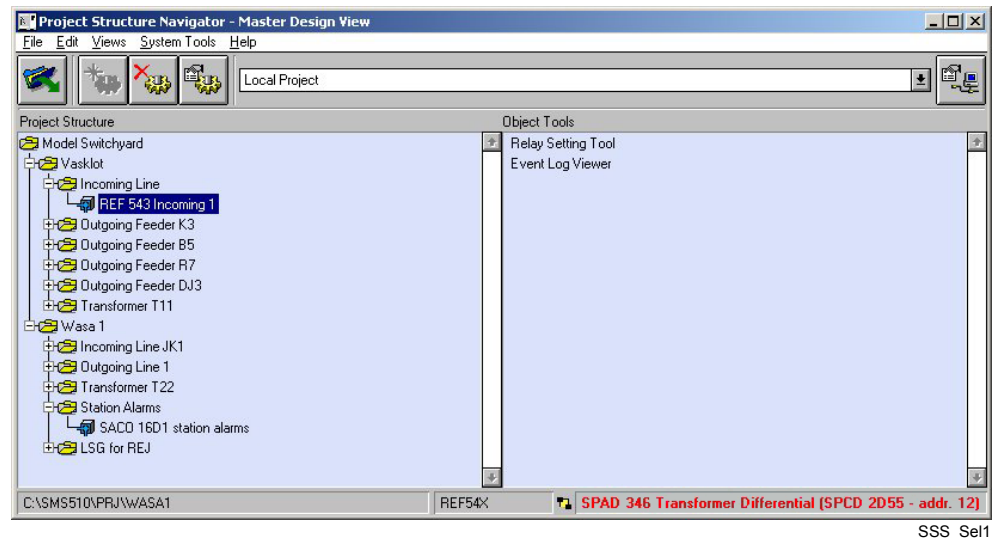 Project Structure Navigator - Master Design View
File Edit Views System Tools Help
Local Project
Project Structure
Object Tools
Model Switchyard
Relay Setting Tool
Vasklot
Event Log Viewer
Incoming Line
REF 543 Incoming 1
Outgoing Feeder K3
Outgoing Feeder B5
Outgoing Feeder R7
Outgoing Feeder DJ3
Transformer T11
Wasa 1
Incoming Line JK1
Outgoing Line 1
Transformer T22
Station Alarms
SACO 16D1 station alarms
LSG for REJ
C:\SMS510\PRJ\WASA1
REF54X
SPAD 346 Transformer Differential (SPCD 2D55 - addr. 12)
SSS_Sel1